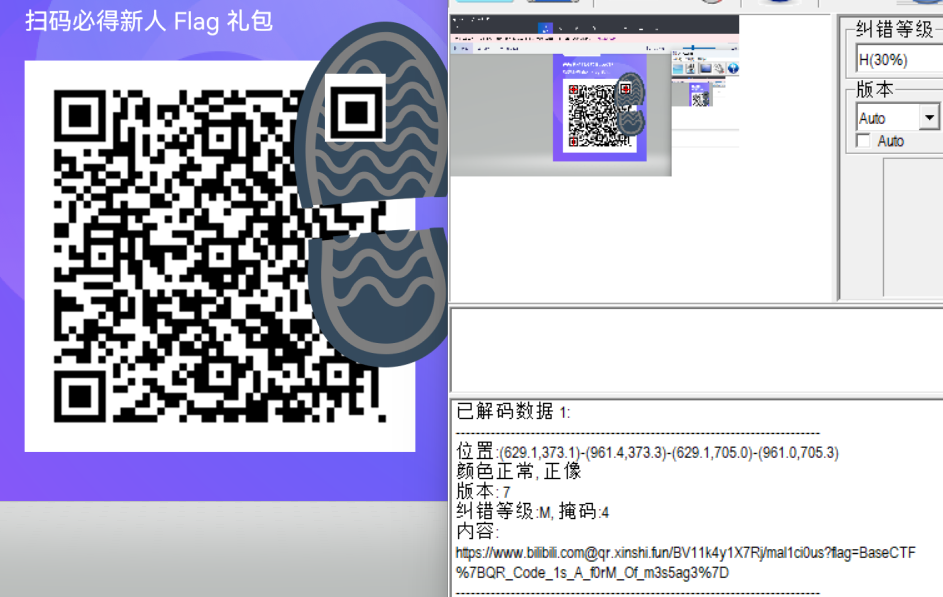 扫码必得新人 Flag 礼包
纠错等级
H(30%)
版本
Auto
Auto
已解码数据 1:
位置:(629.1,373.1)-(961.4,373.3)-(629.1,705.0)-(961.0,705.3)
颜色正常, 正像
版本: 7
纠错等级:M, 掩码:4
内容:
https://www.bilibili.com@qr.xinshi.fun/BV11k4y1X7Rj/mal1ci0us?flag=BaseCTF
%7BQR_Code_1s_A_f0rM_Of_m3s5ag3%7D